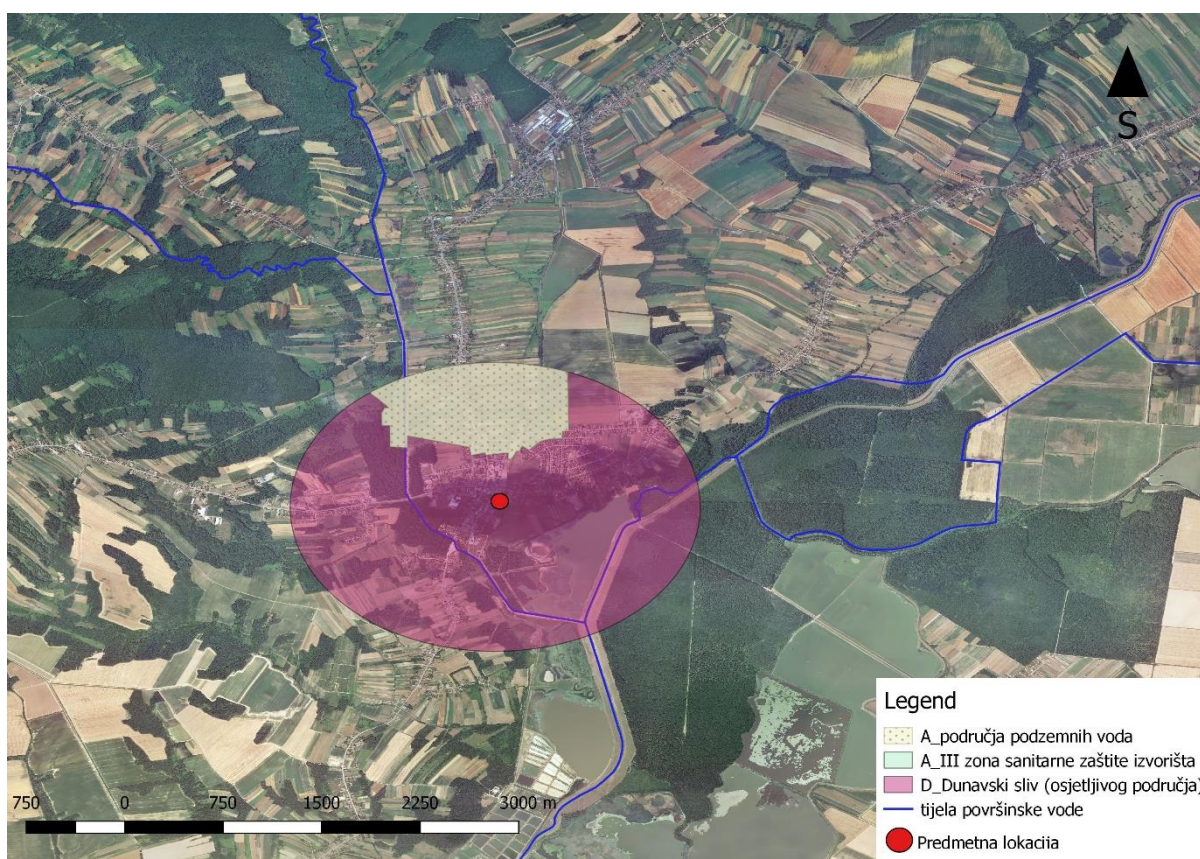 S
Legend
A_područja podzemnih voda
A_III zona sanitarne zaštite izvorišta
D_Dunavski sliv (osjetljivog područja)
tijela površinske vode
Predmetna lokacija
750 0 750 1500 2250 3000 m